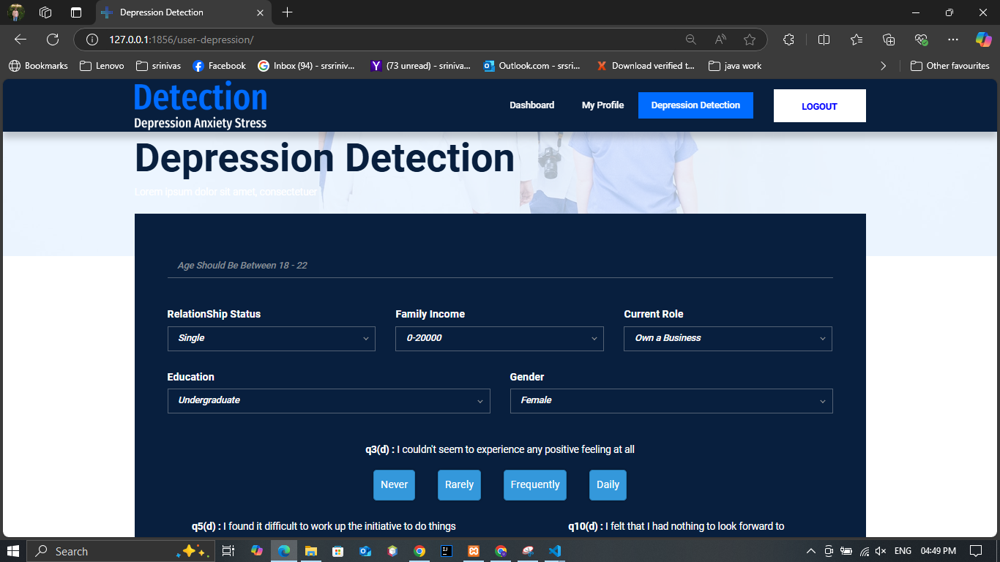 Depression Detection
127.0.0.1:1856/user-depression/
Bookmarks Lenovo srinivas Facebook Inbox (94) - srsriniv... (73 unread) - sriniva... Outlook.com - srsri... Download verified t... java work Other favourites
Detection
Depression Anxiety Stress
Dashboard My Profile Depression Detection LOGOUT
Depression Detection
Lorem ipsum dolor sit amet, consectetuer
Age Should Be Between 18 - 22
RelationShip Status Family Income Current Role
Single 0-20000 Own a Business
Education Gender
Undergraduate Female
q3(d) : I couldn't seem to experience any positive feeling at all
Never Rarely Frequently Daily
q5(d) : I found it difficult to work up the initiative to do things q10(d) : I felt that I had nothing to look forward to
Search ENG 04:49 PM